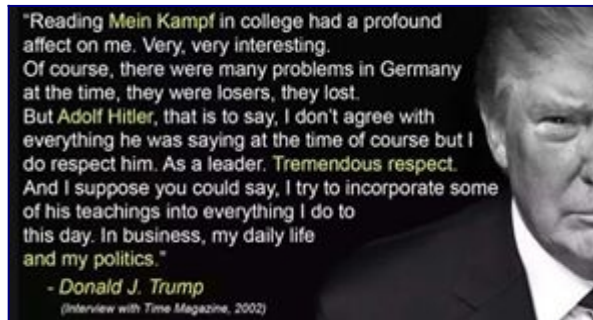 "Reading Mein Kampf in college had a profound
affect on me. Very, very interesting.
Of course, there were many problems in Germany
at the time, they were losers, they lost.
But Adolf Hitler, that is to say, I don't agree with
everything he was saying at the time of course but I
do respect him. As a leader. Tremendous respect.
And I suppose you could say, I try to incorporate some
of his teachings into everything I do to
this day. In business, my daily life
and my politics."
- Donald J. Trump
(Interview with Time Magazine, 2002)